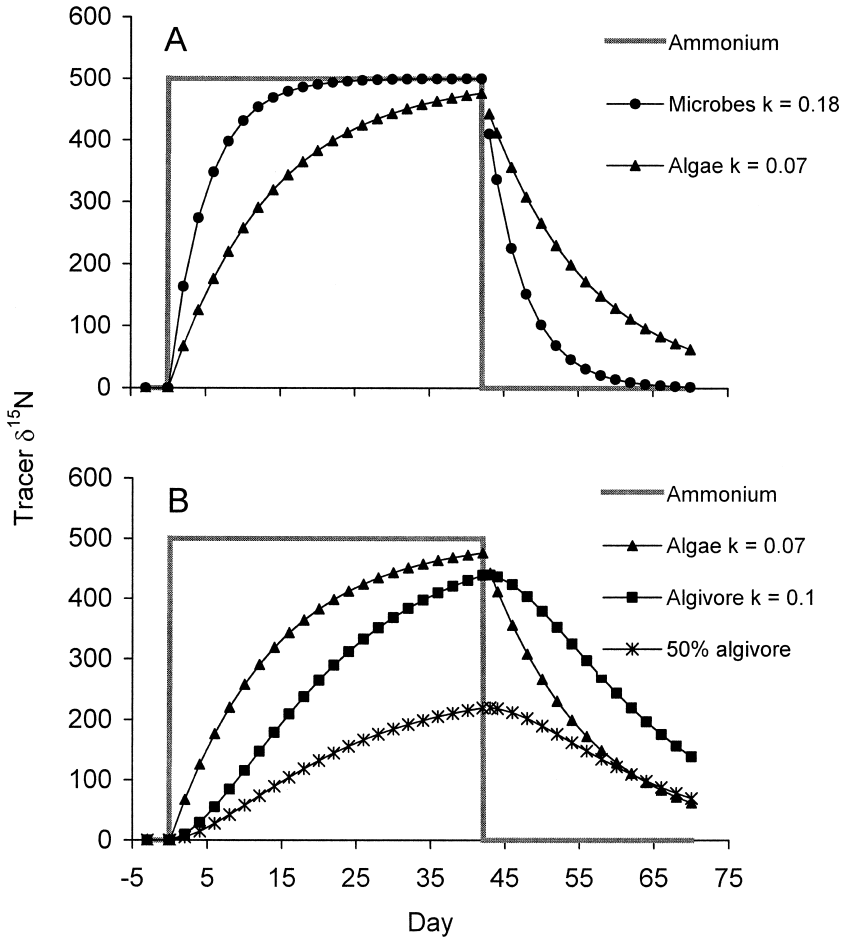 600
500
400
300
200
100
0
A
Ammonium
Microbes k = 0.18
Algae k = 0.07
Tracer δ15N
600
500
400
300
200
100
0
B
Ammonium
Algae k = 0.07
Algivore k = 0.1
50% algivore
-5 5 15 25 35 45 55 65 75
Day